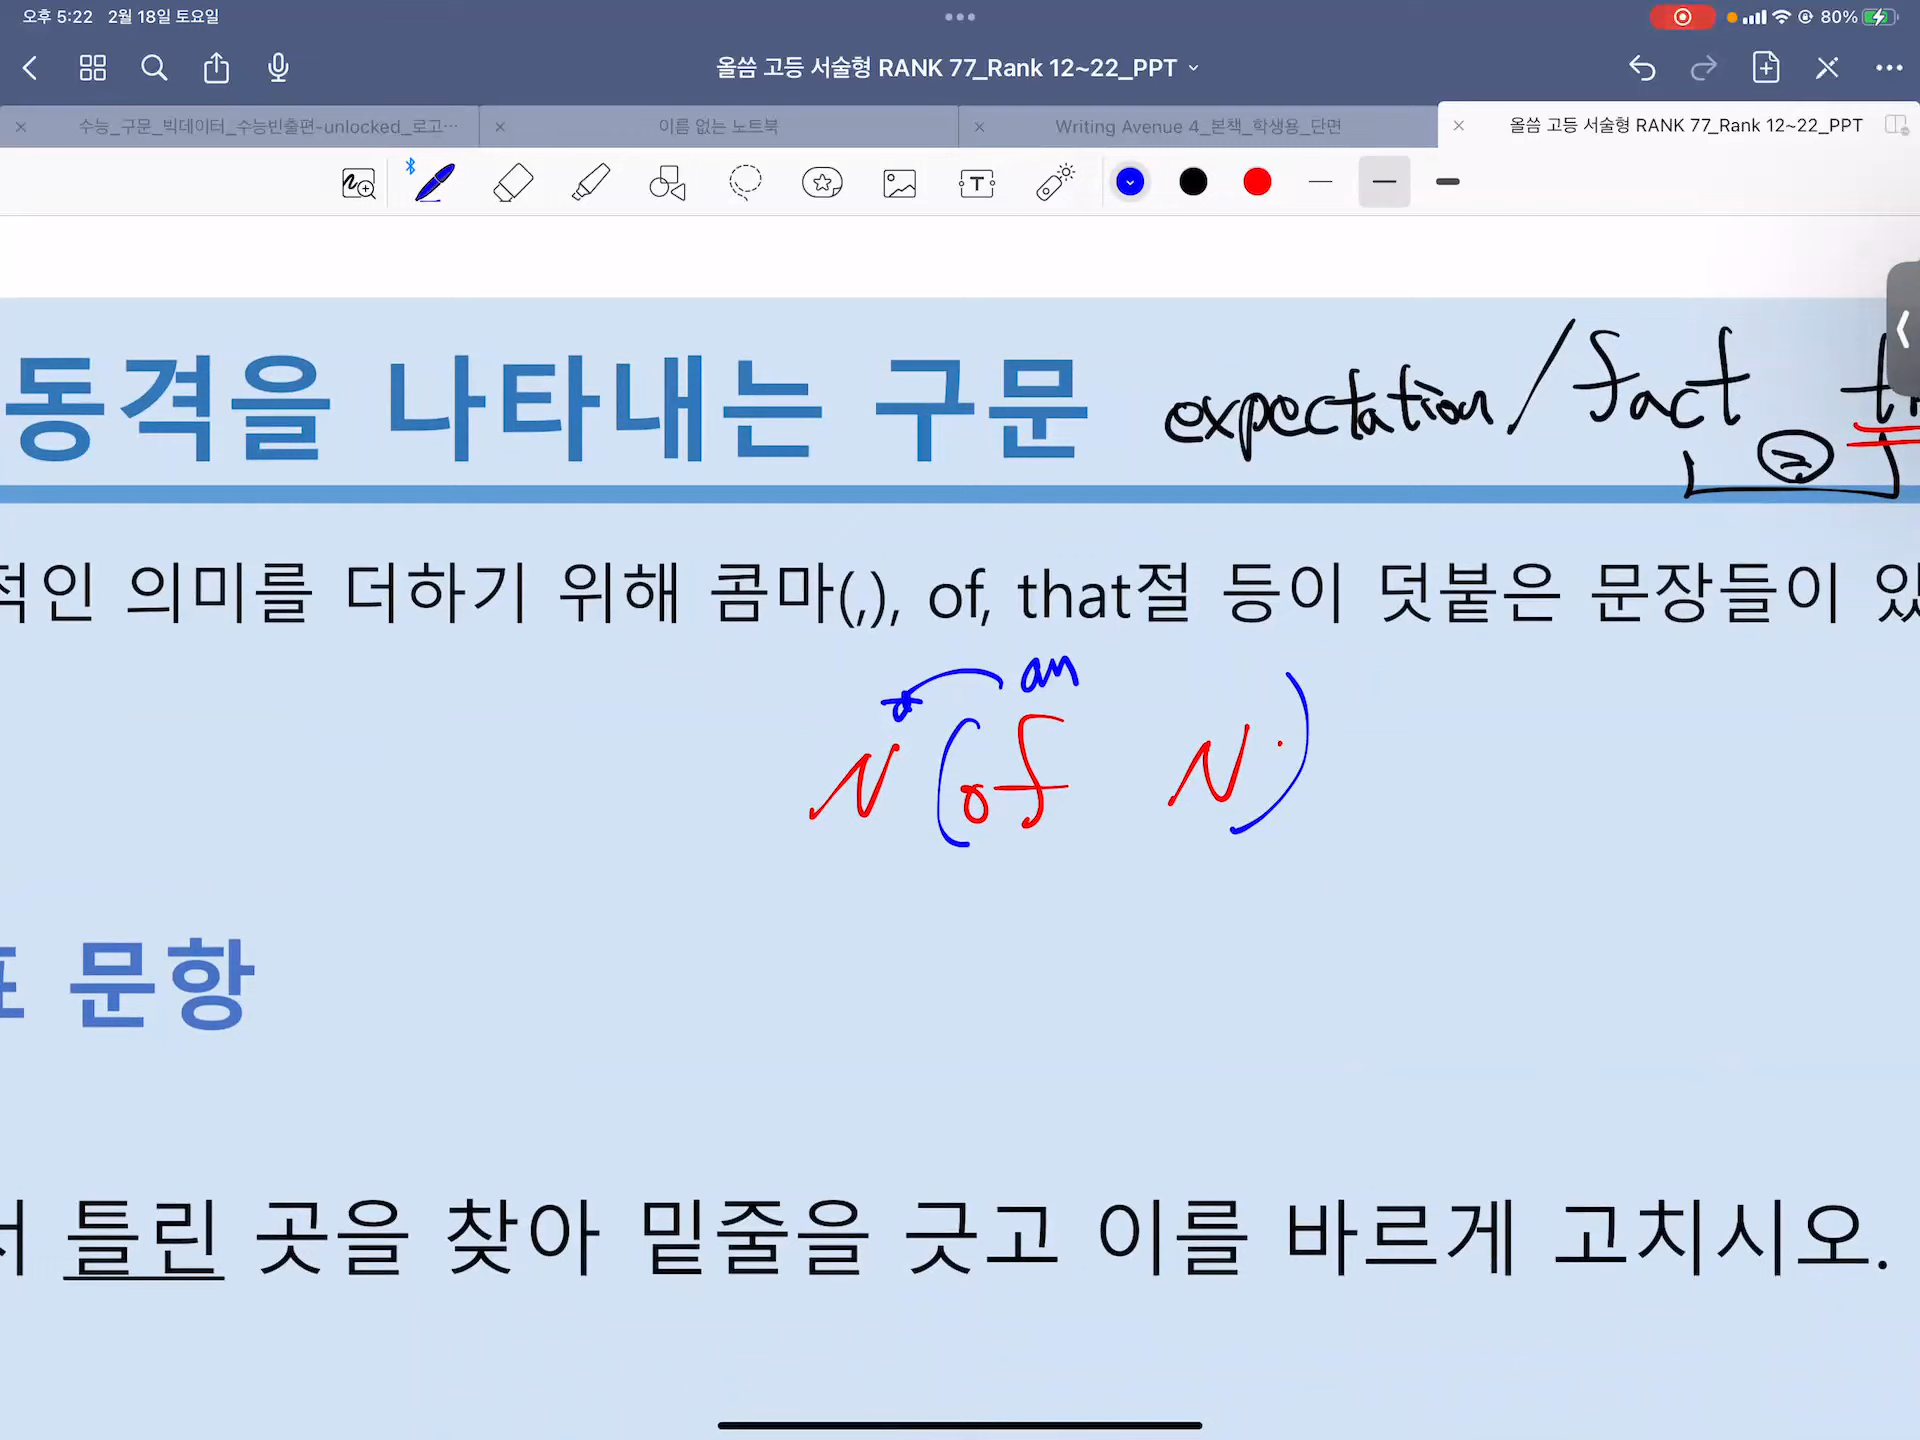 오후 5:22 2월 18일 토요일 80%
올씀 고등 서술형 RANK 77_Rank 12~22_PPT
수능_구문_빅데이터_수능빈출편-unlocked_로고… 이름 없는 노트북 Writing Avenue 4_본책_학생용_단면 올씀 고등 서술형 RANK 77_Rank 12~22_PPT
동격을 나타내는 구문 expectation / fact =
적인 의미를 더하기 위해 콤마(,), of, that절 등이 덧붙은 문장들이 있
N (of N)
문항
서 틀린 곳을 찾아 밑줄을 긋고 이를 바르게 고치시오.